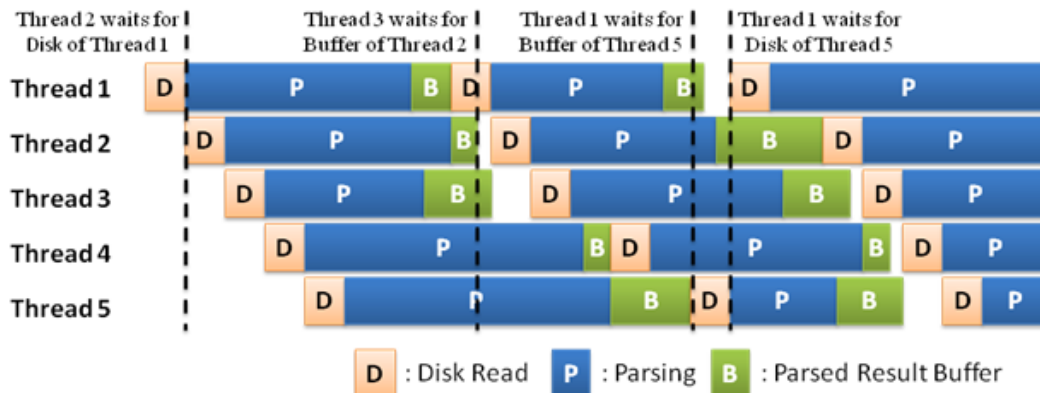 Thread 2 waits for Disk of Thread 1
Thread 3 waits for Buffer of Thread 2
Thread 1 waits for Buffer of Thread 5
Thread 1 waits for Disk of Thread 5
Thread 1 D P B D P B D P
Thread 2 D P B D P B D P
Thread 3 D P B D P B D P
Thread 4 D P B D P B D P
Thread 5 D P B D P B D P
D : Disk Read P : Parsing B : Parsed Result Buffer